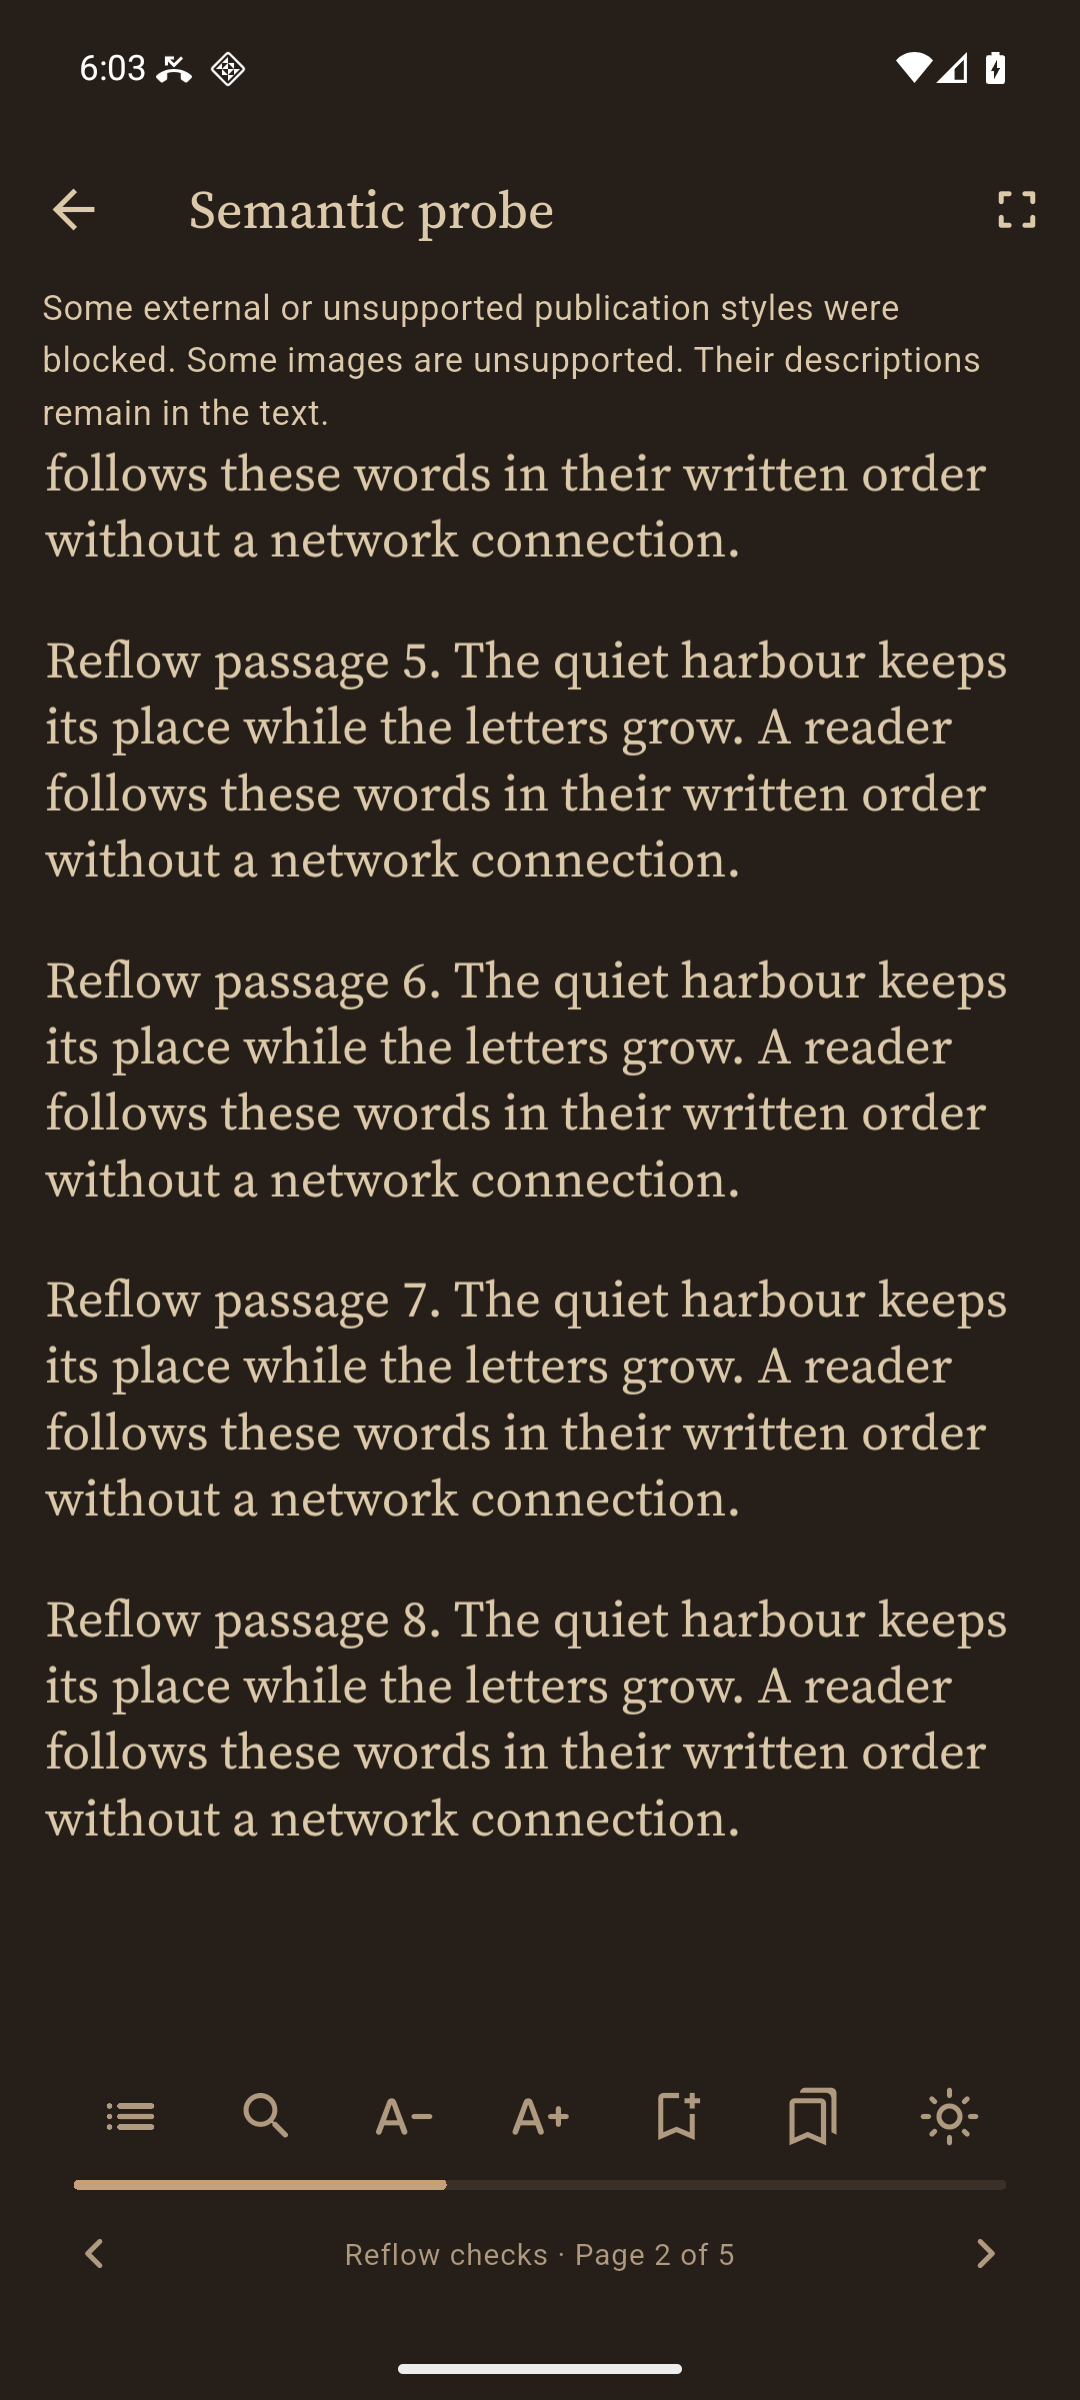 6:03
Semantic probe
Some external or unsupported publication styles were
blocked. Some images are unsupported. Their descriptions
remain in the text.
follows these words in their written order
without a network connection.
Reflow passage 5. The quiet harbour keeps
its place while the letters grow. A reader
follows these words in their written order
without a network connection.
Reflow passage 6. The quiet harbour keeps
its place while the letters grow. A reader
follows these words in their written order
without a network connection.
Reflow passage 7. The quiet harbour keeps
its place while the letters grow. A reader
follows these words in their written order
without a network connection.
Reflow passage 8. The quiet harbour keeps
its place while the letters grow. A reader
follows these words in their written order
without a network connection.
A− A+
Reflow checks · Page 2 of 5